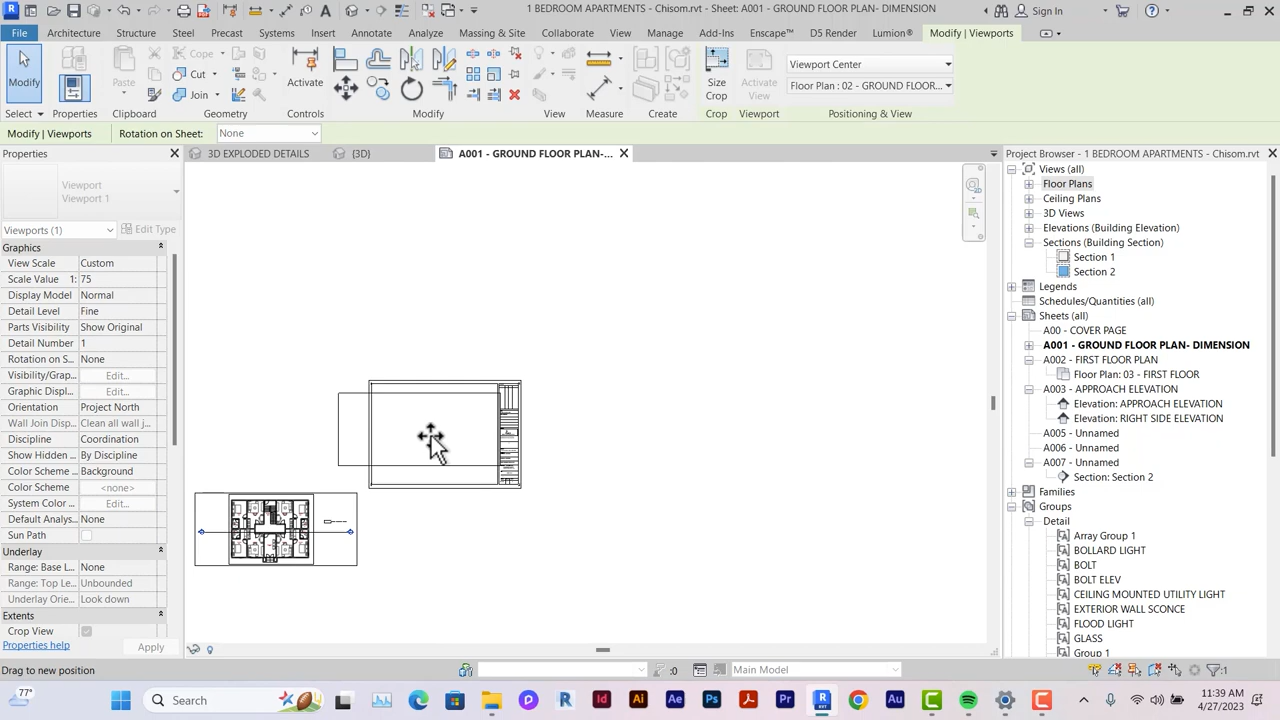 1 BEDROOM APARTMENTS - Chisom.rvt - Sheet: A001 - GROUND FLOOR PLAN- DIMENSION
Sign In
File Architecture Structure Steel Precast Systems Insert Annotate Analyze Massing & Site Collaborate View Manage Add-Ins Enscape™ D5 Render Lumion® Modify | Viewports
Modify
Paste
Cope
Cut
Join
Activate
Size Crop
Activate View
Viewport Center
Floor Plan : 02 - GROUND FLOOR...
Select Properties Clipboard Geometry Controls Modify View Measure Create Crop Viewport Positioning & View
Modify | Viewports Rotation on Sheet: None
Properties
3D EXPLODED DETAILS
{3D}
A001 - GROUND FLOOR PLAN-...
Project Browser - 1 BEDROOM APARTMENTS - Chisom.rvt
Viewport
Viewport 1
Viewports (1) Edit Type
Graphics
View Scale Custom
Scale Value 1: 75
Display Model Normal
Detail Level Fine
Parts Visibility Show Original
Detail Number 1
Rotation on S... None
Visibility/Grap... Edit...
Graphic Displ... Edit...
Orientation Project North
Wall Join Disp... Clean all wall j...
Discipline Coordination
Show Hidden ... By Discipline
Color Scheme ... Background
Color Scheme <none>
System Color ... Edit...
Default Analys... None
Sun Path
Underlay
Range: Base L... None
Range: Top Le... Unbounded
Underlay Orie... Look down
Extents
Crop View
Properties help Apply
Views (all)
Floor Plans
Ceiling Plans
3D Views
Elevations (Building Elevation)
Sections (Building Section)
Section 1
Section 2
Legends
Schedules/Quantities (all)
Sheets (all)
A00 - COVER PAGE
A001 - GROUND FLOOR PLAN- DIMENSION
A002 - FIRST FLOOR PLAN
Floor Plan: 03 - FIRST FLOOR
A003 - APPROACH ELEVATION
Elevation: APPROACH ELEVATION
Elevation: RIGHT SIDE ELEVATION
A005 - Unnamed
A006 - Unnamed
A007 - Unnamed
Section: Section 2
Families
Groups
Detail
Array Group 1
BOLLARD LIGHT
BOLT
BOLT ELEV
CEILING MOUNTED UTILITY LIGHT
EXTERIOR WALL SCONCE
FLOOD LIGHT
GLASS
Group 1
Drag to new position
:0
Main Model
:1
77°
Search
11:39 AM
4/27/2023